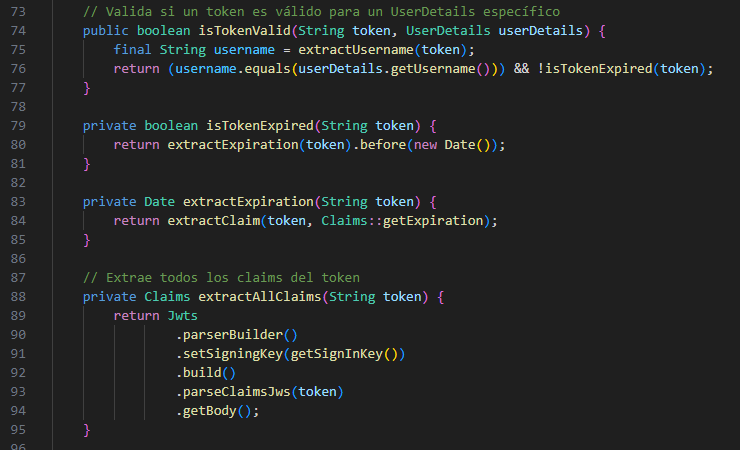 73 // Valida si un token es válido para un UserDetails específico
74 public boolean isTokenValid(String token, UserDetails userDetails) {
75 final String username = extractUsername(token);
76 return (username.equals(userDetails.getUsername())) && !isTokenExpired(token);
77 }
78
79 private boolean isTokenExpired(String token) {
80 return extractExpiration(token).before(new Date());
81 }
82
83 private Date extractExpiration(String token) {
84 return extractClaim(token, Claims::getExpiration);
85 }
86
87 // Extrae todos los claims del token
88 private Claims extractAllClaims(String token) {
89 return Jwts
90 .parserBuilder()
91 .setSigningKey(getSignInKey())
92 .build()
93 .parseClaimsJws(token)
94 .getBody();
95 }
96